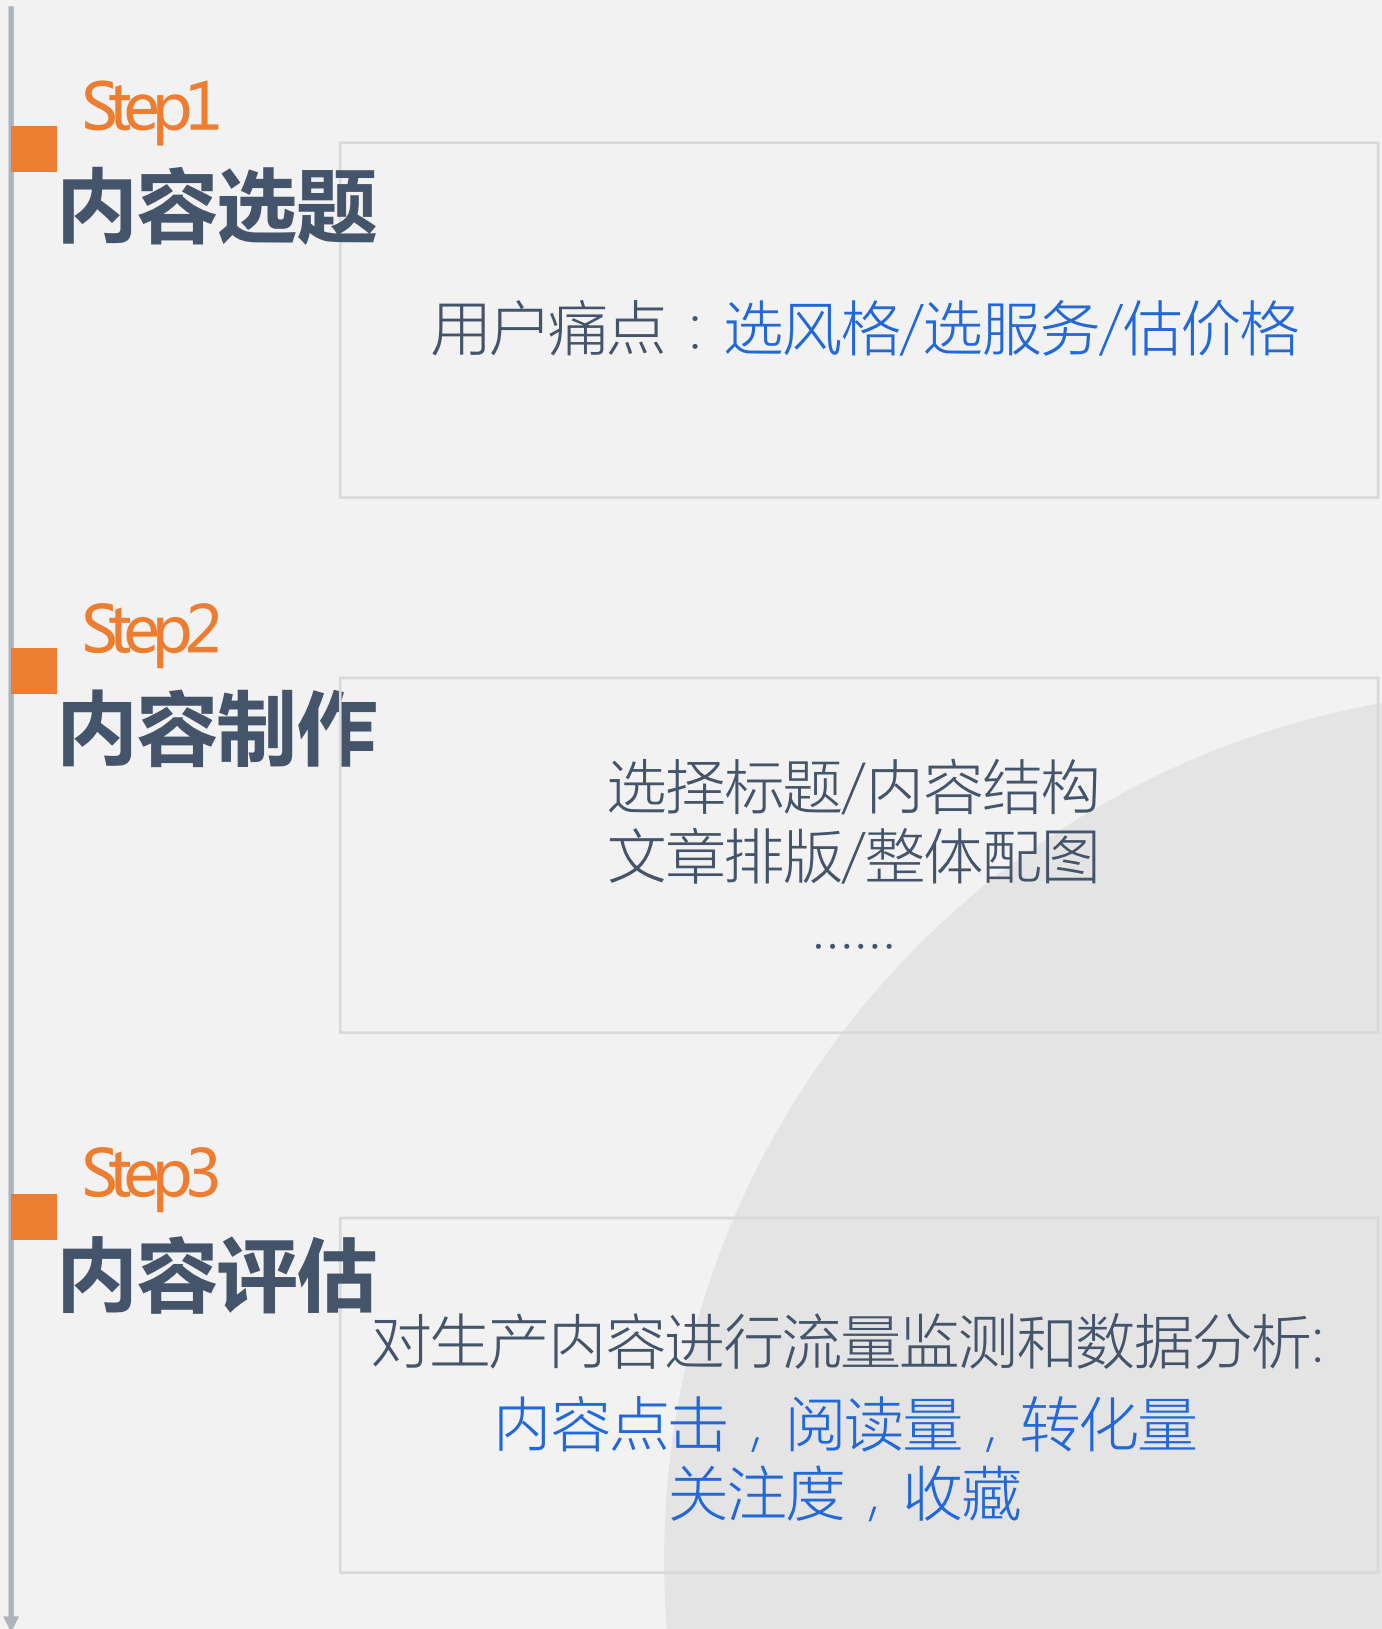 Step1
内容选题
用户痛点：选风格/选服务/估价格
Step2
内容制作
选择标题/内容结构
文章排版/整体配图
……
Step3
内容评估
对生产内容进行流量监测和数据分析:
内容点击，阅读量，转化量
关注度，收藏